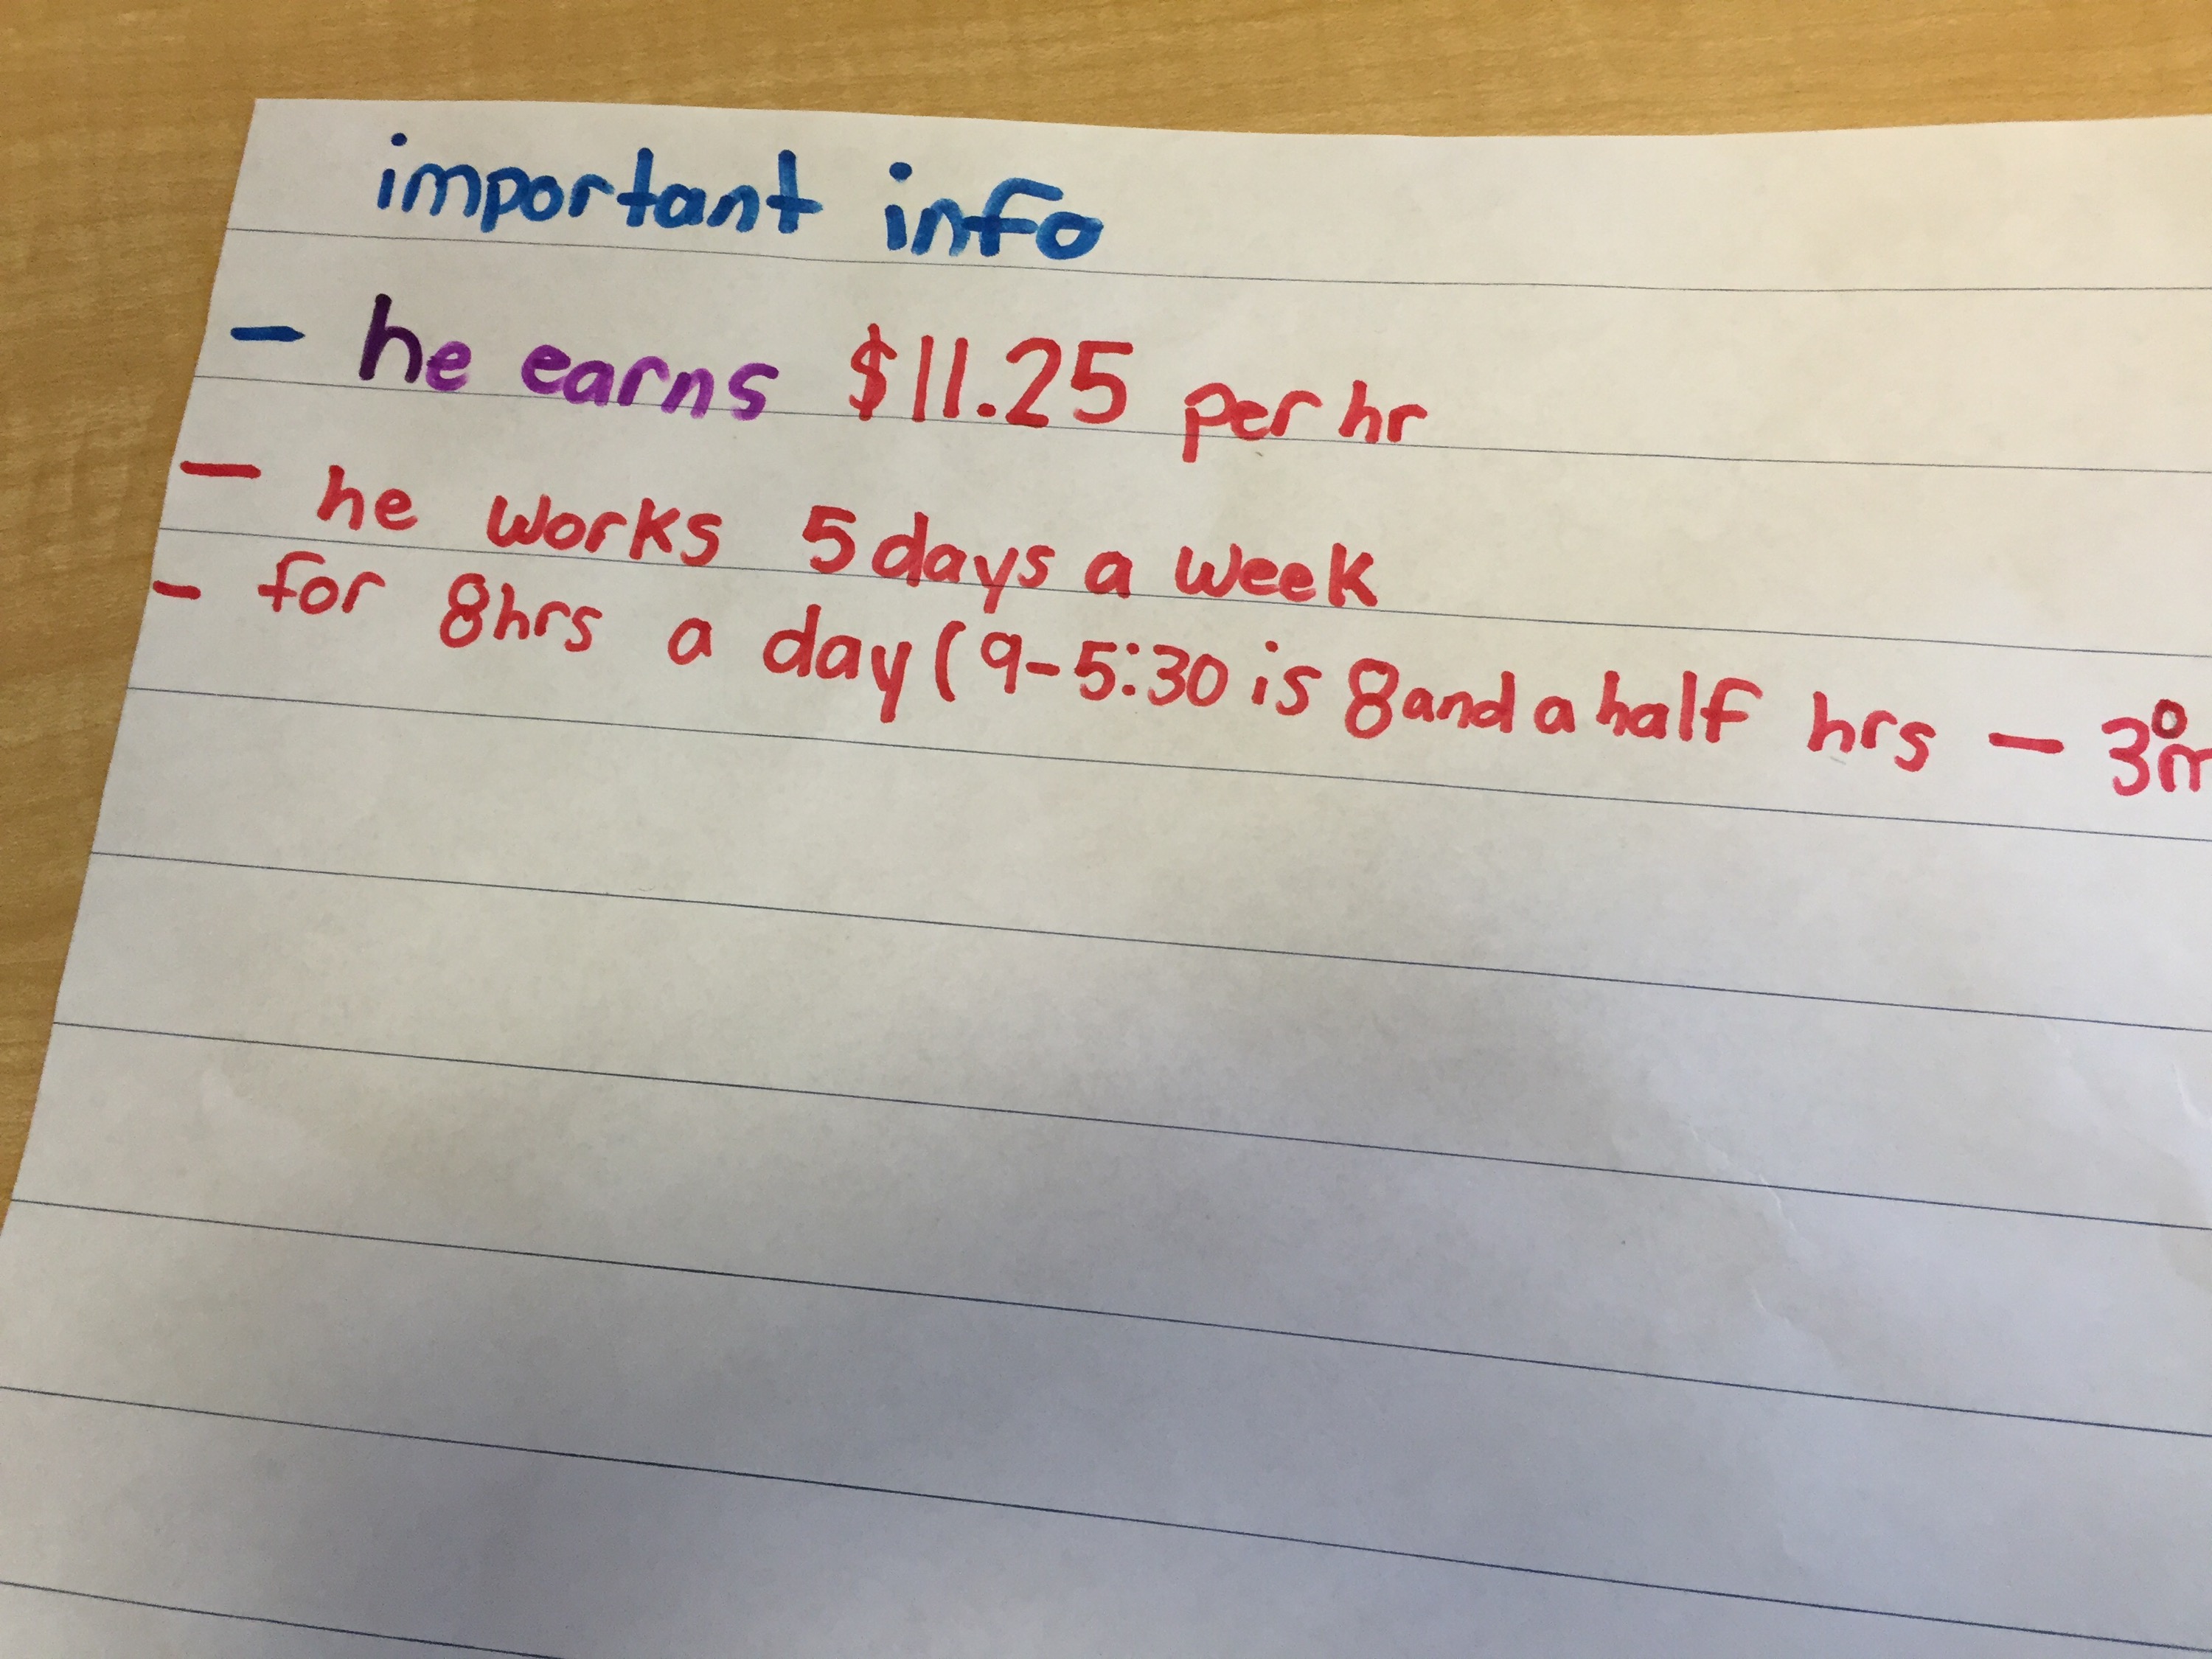 important info
- he earns $11.25 per hr
- he works 5 days a week
- for 8hrs a day (9-5:30 is 8 and a half hrs - 30